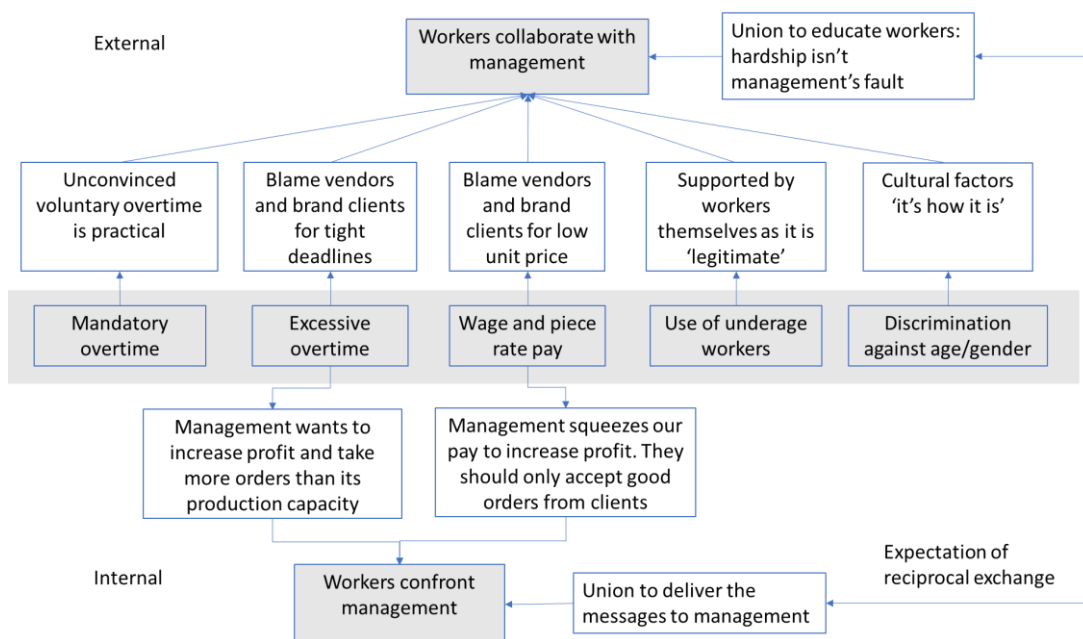 External
Workers collaborate with
management
Union to educate workers:
hardship isn't
management's fault
Unconvinced
voluntary overtime
is practical
Blame vendors
and brand clients
for tight
deadlines
Blame vendors
and brand
clients for low
unit price
Supported by
workers
themselves as it is
‘legitimate’
Cultural factors
‘it's how it is’
Mandatory
overtime
Excessive
overtime
Wage and piece
rate pay
Use of underage
workers
Discrimination
against age/gender
Management wants to
increase profit and take
more orders than its
production capacity
Management squeezes our
pay to increase profit. They
should only accept good
orders from clients
Internal
Workers confront
management
Union to deliver the
messages to management
Expectation of
reciprocal exchange